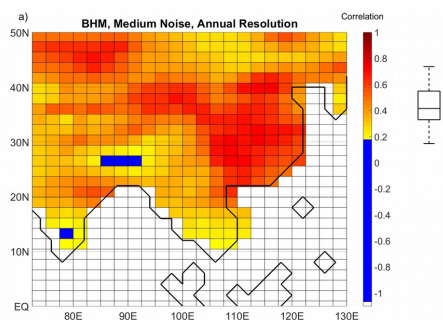 a)
BHM, Medium Noise, Annual Resolution
Correlation
50N
40N
30N
20N
10N
EQ
80E 90E 100E 110E 120E 130E
1
0.8
0.6
0.4
0.2
0
-0.2
-0.4
-0.6
-0.8
-1